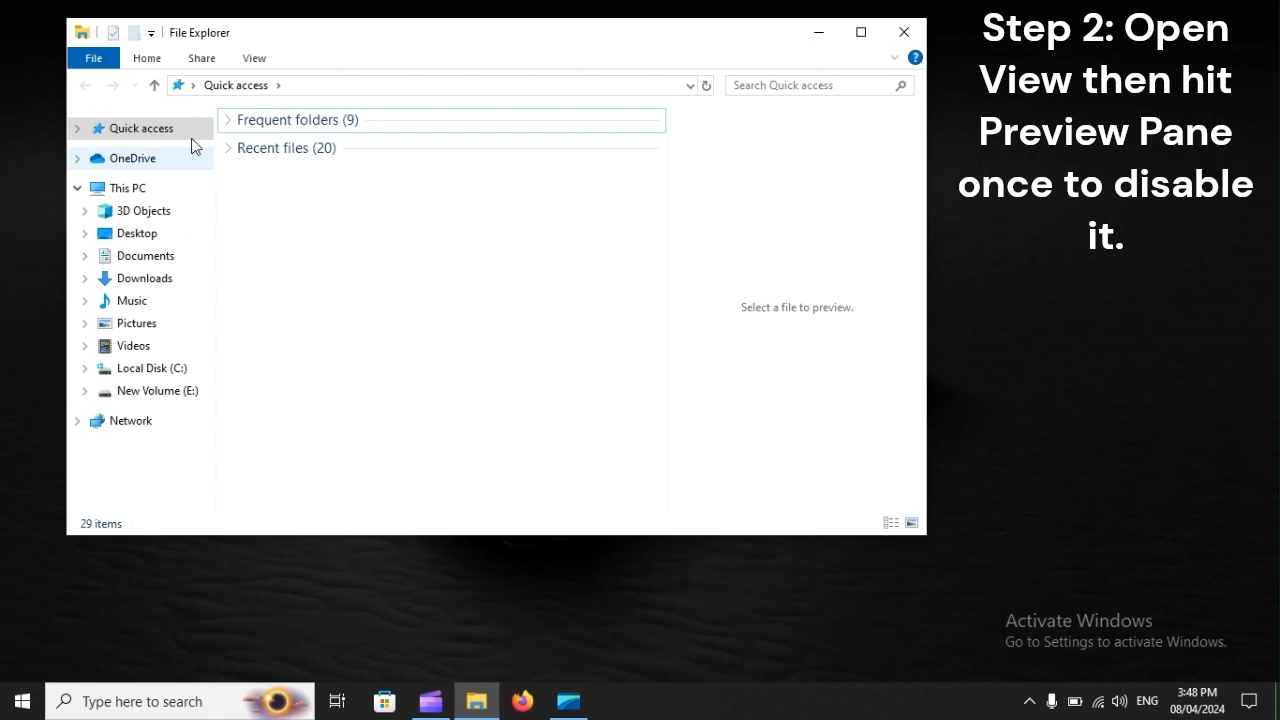 File Explorer
File Home Share View
Quick access
Search Quick access
Quick access
OneDrive
This PC
3D Objects
Desktop
Documents
Downloads
Music
Pictures
Videos
Local Disk (C:)
New Volume (E:)
Network
Frequent folders (9)
Recent files (20)
Select a file to preview.
29 items
Step 2: Open
View then hit
Preview Pane
once to disable
it.
Activate Windows
Go to Settings to activate Windows.
Type here to search
ENG
3:48 PM
08/04/2024